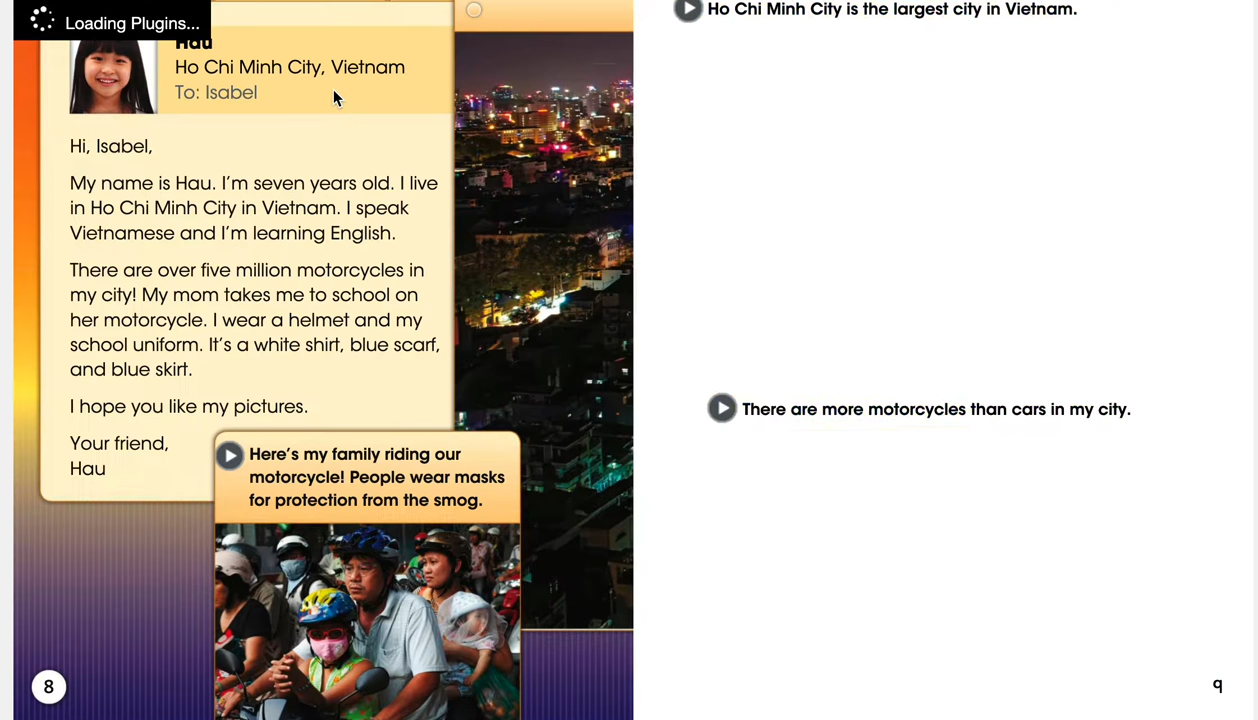 Loading Plugins...
Hau
Ho Chi Minh City, Vietnam
To: Isabel
Hi, Isabel,
My name is Hau. I'm seven years old. I live
in Ho Chi Minh City in Vietnam. I speak
Vietnamese and I'm learning English.
There are over five million motorcycles in
my city! My mom takes me to school on
her motorcycle. I wear a helmet and my
school uniform. It's a white shirt, blue scarf,
and blue skirt.
I hope you like my pictures.
Your friend,
Hau
Here's my family riding our
motorcycle! People wear masks
for protection from the smog.
8
Ho Chi Minh City is the largest city in Vietnam.
There are more motorcycles than cars in my city.
9